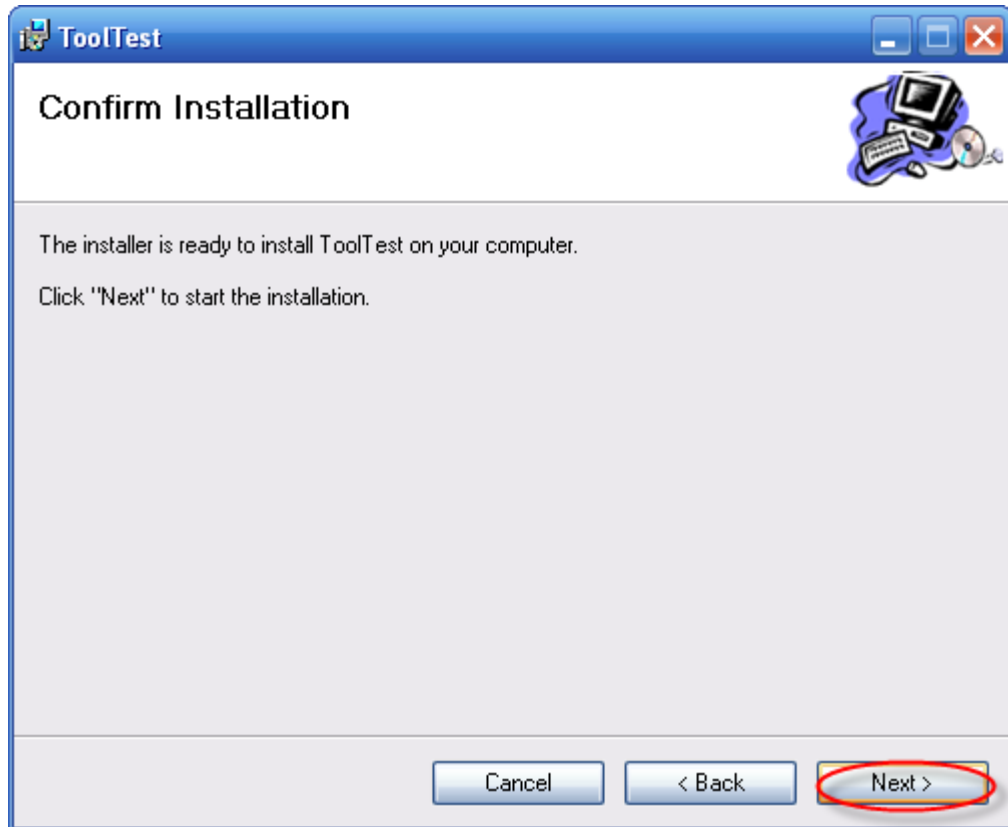 ToolTest
Confirm Installation
The installer is ready to install ToolTest on your computer.
Click "Next" to start the installation.
Cancel
< Back
Next >